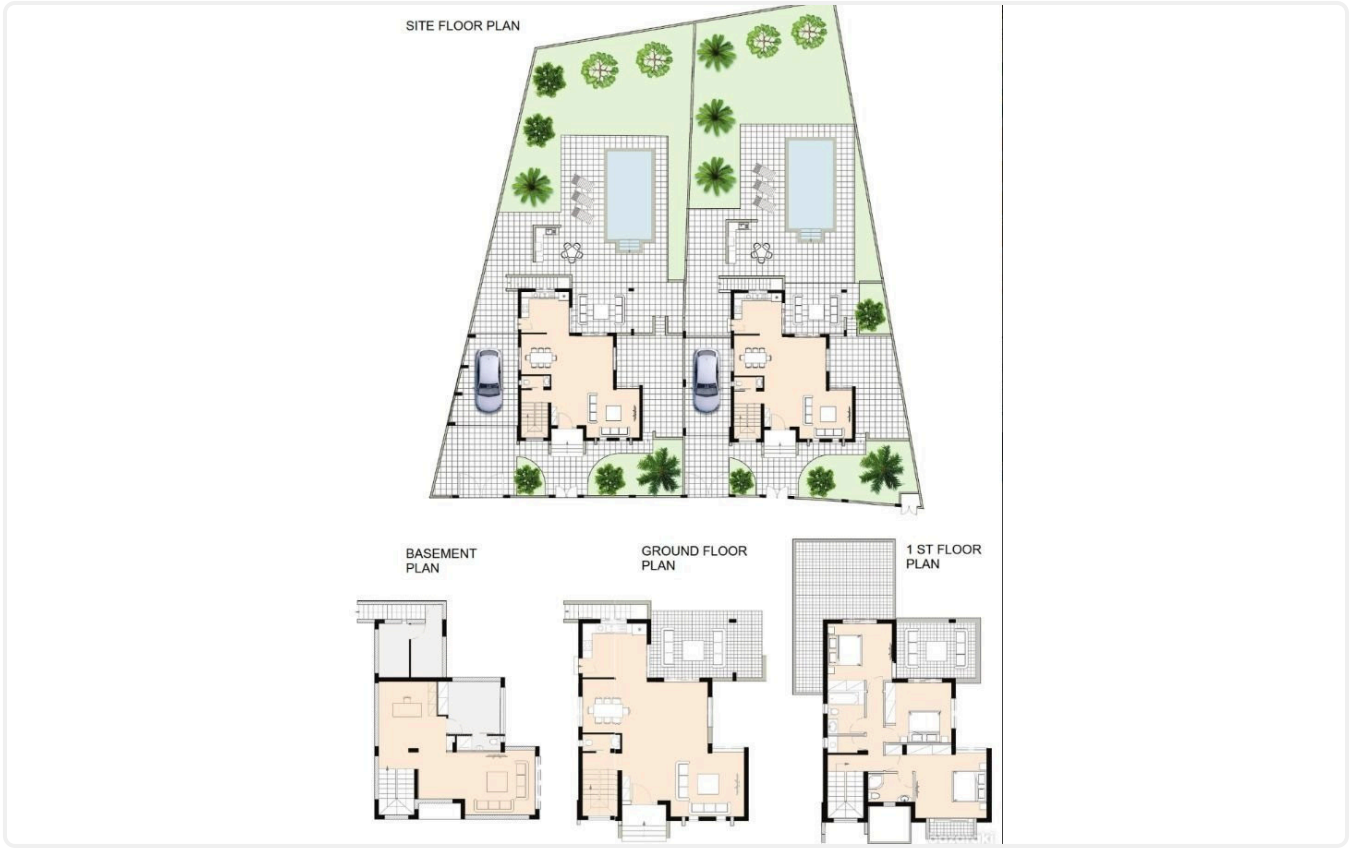 SITE FLOOR PLAN
BASEMENT
PLAN
GROUND FLOOR
PLAN
1 ST FLOOR
PLAN